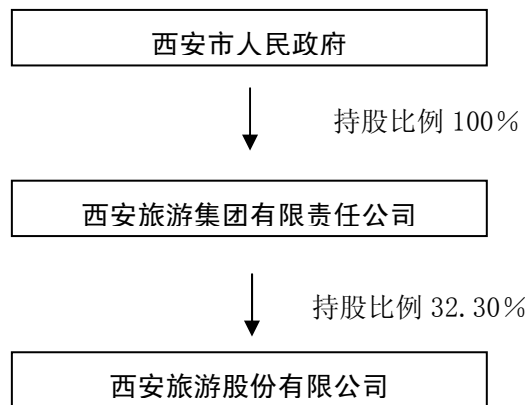 西安市人民政府
持股比例 100％
西安旅游集团有限责任公司
持股比例 32.30％
西安旅游股份有限公司